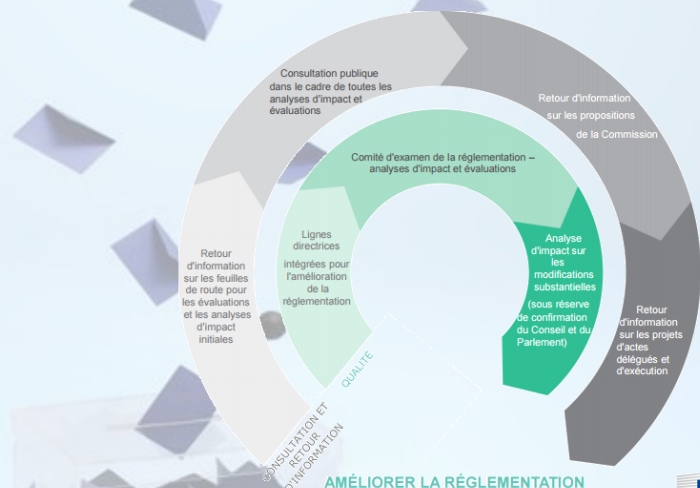 Consultation publique
dans le cadre de toutes les
analyses d'impact et
évaluations
Retour d'information
sur les propositions
de la Commission
Comité d'examen de la réglementation –
analyses d'impact et évaluations
Lignes
directrices
intégrées pour
l'amélioration
de la
réglementation
Analyse
d'impact sur
les
modifications
substantielles
(sous réserve
de confirmation
du Conseil et du
Parlement)
Retour
d'information
sur les feuilles
de route pour
les évaluations
et les analyses
d'impact
initiales
Retour
d'information
sur les projets
d'actes
délégués et
d'exécution
QUALITÉ
CONSULTATION ET
RETOUR
D'INFORMATION
AMÉLIORER LA RÉGLEMENTATION